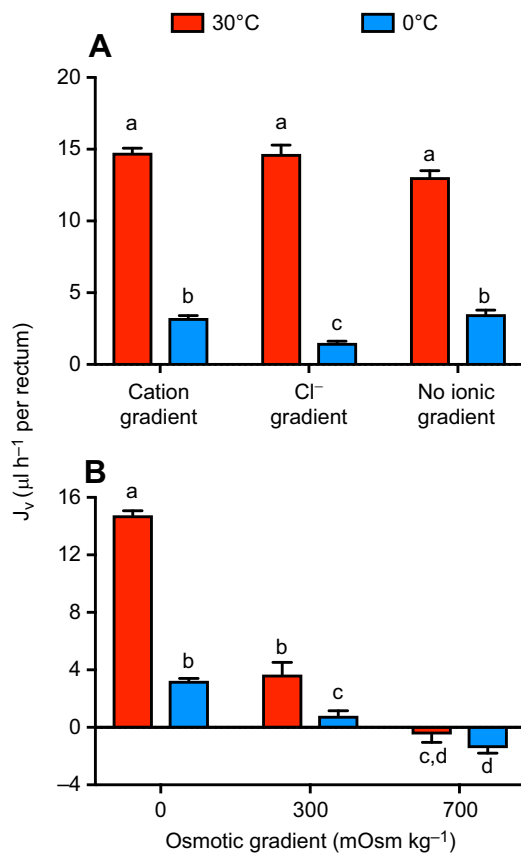 30°C 0°C
A
20
15
10
5
0
a
b
a
c
a
b
Cation gradient
Cl⁻ gradient
No ionic gradient
Jᵥ (µl h⁻¹ per rectum)
B
16
12
8
4
0
–4
a
b
b
c
c,d
d
0 300 700
Osmotic gradient (mOsm kg⁻¹)